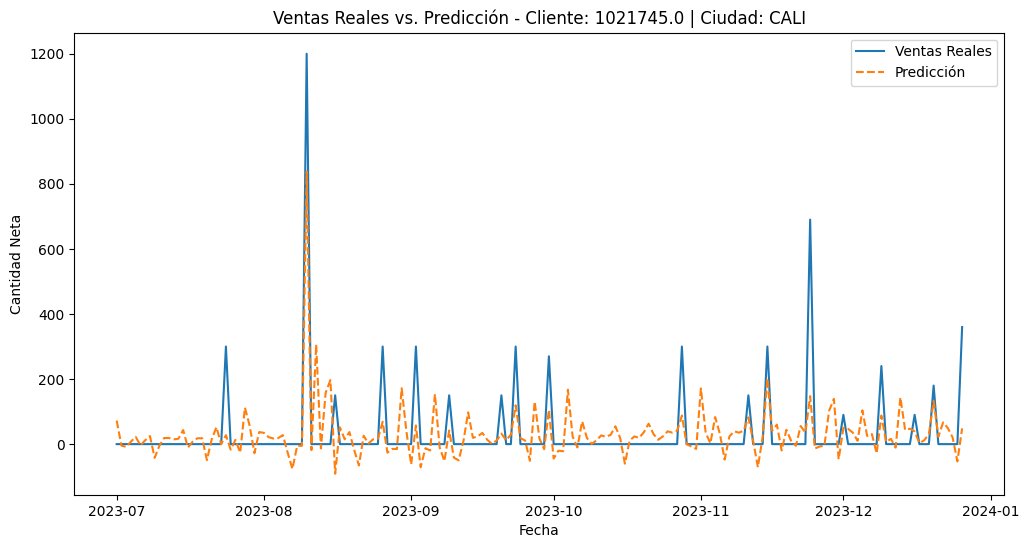 Ventas Reales vs. Predicción - Cliente: 1021745.0 | Ciudad: CALI
Ventas Reales
Predicción
Cantidad Neta
1200
1000
800
600
400
200
0
2023-07
2023-08
2023-09
2023-10
2023-11
2023-12
2024-01
Fecha